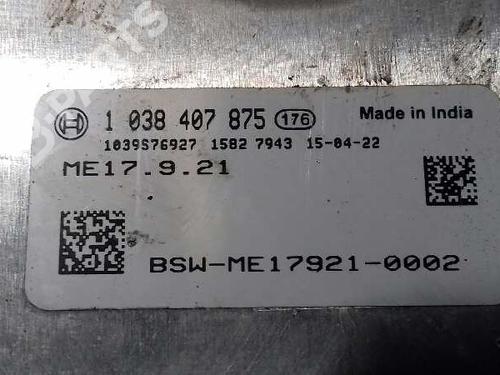 1 038 407 875 176 Made in India
1039S76927 1582 7943 15-04-22
ME17.9.21
BSW-ME17921-0002